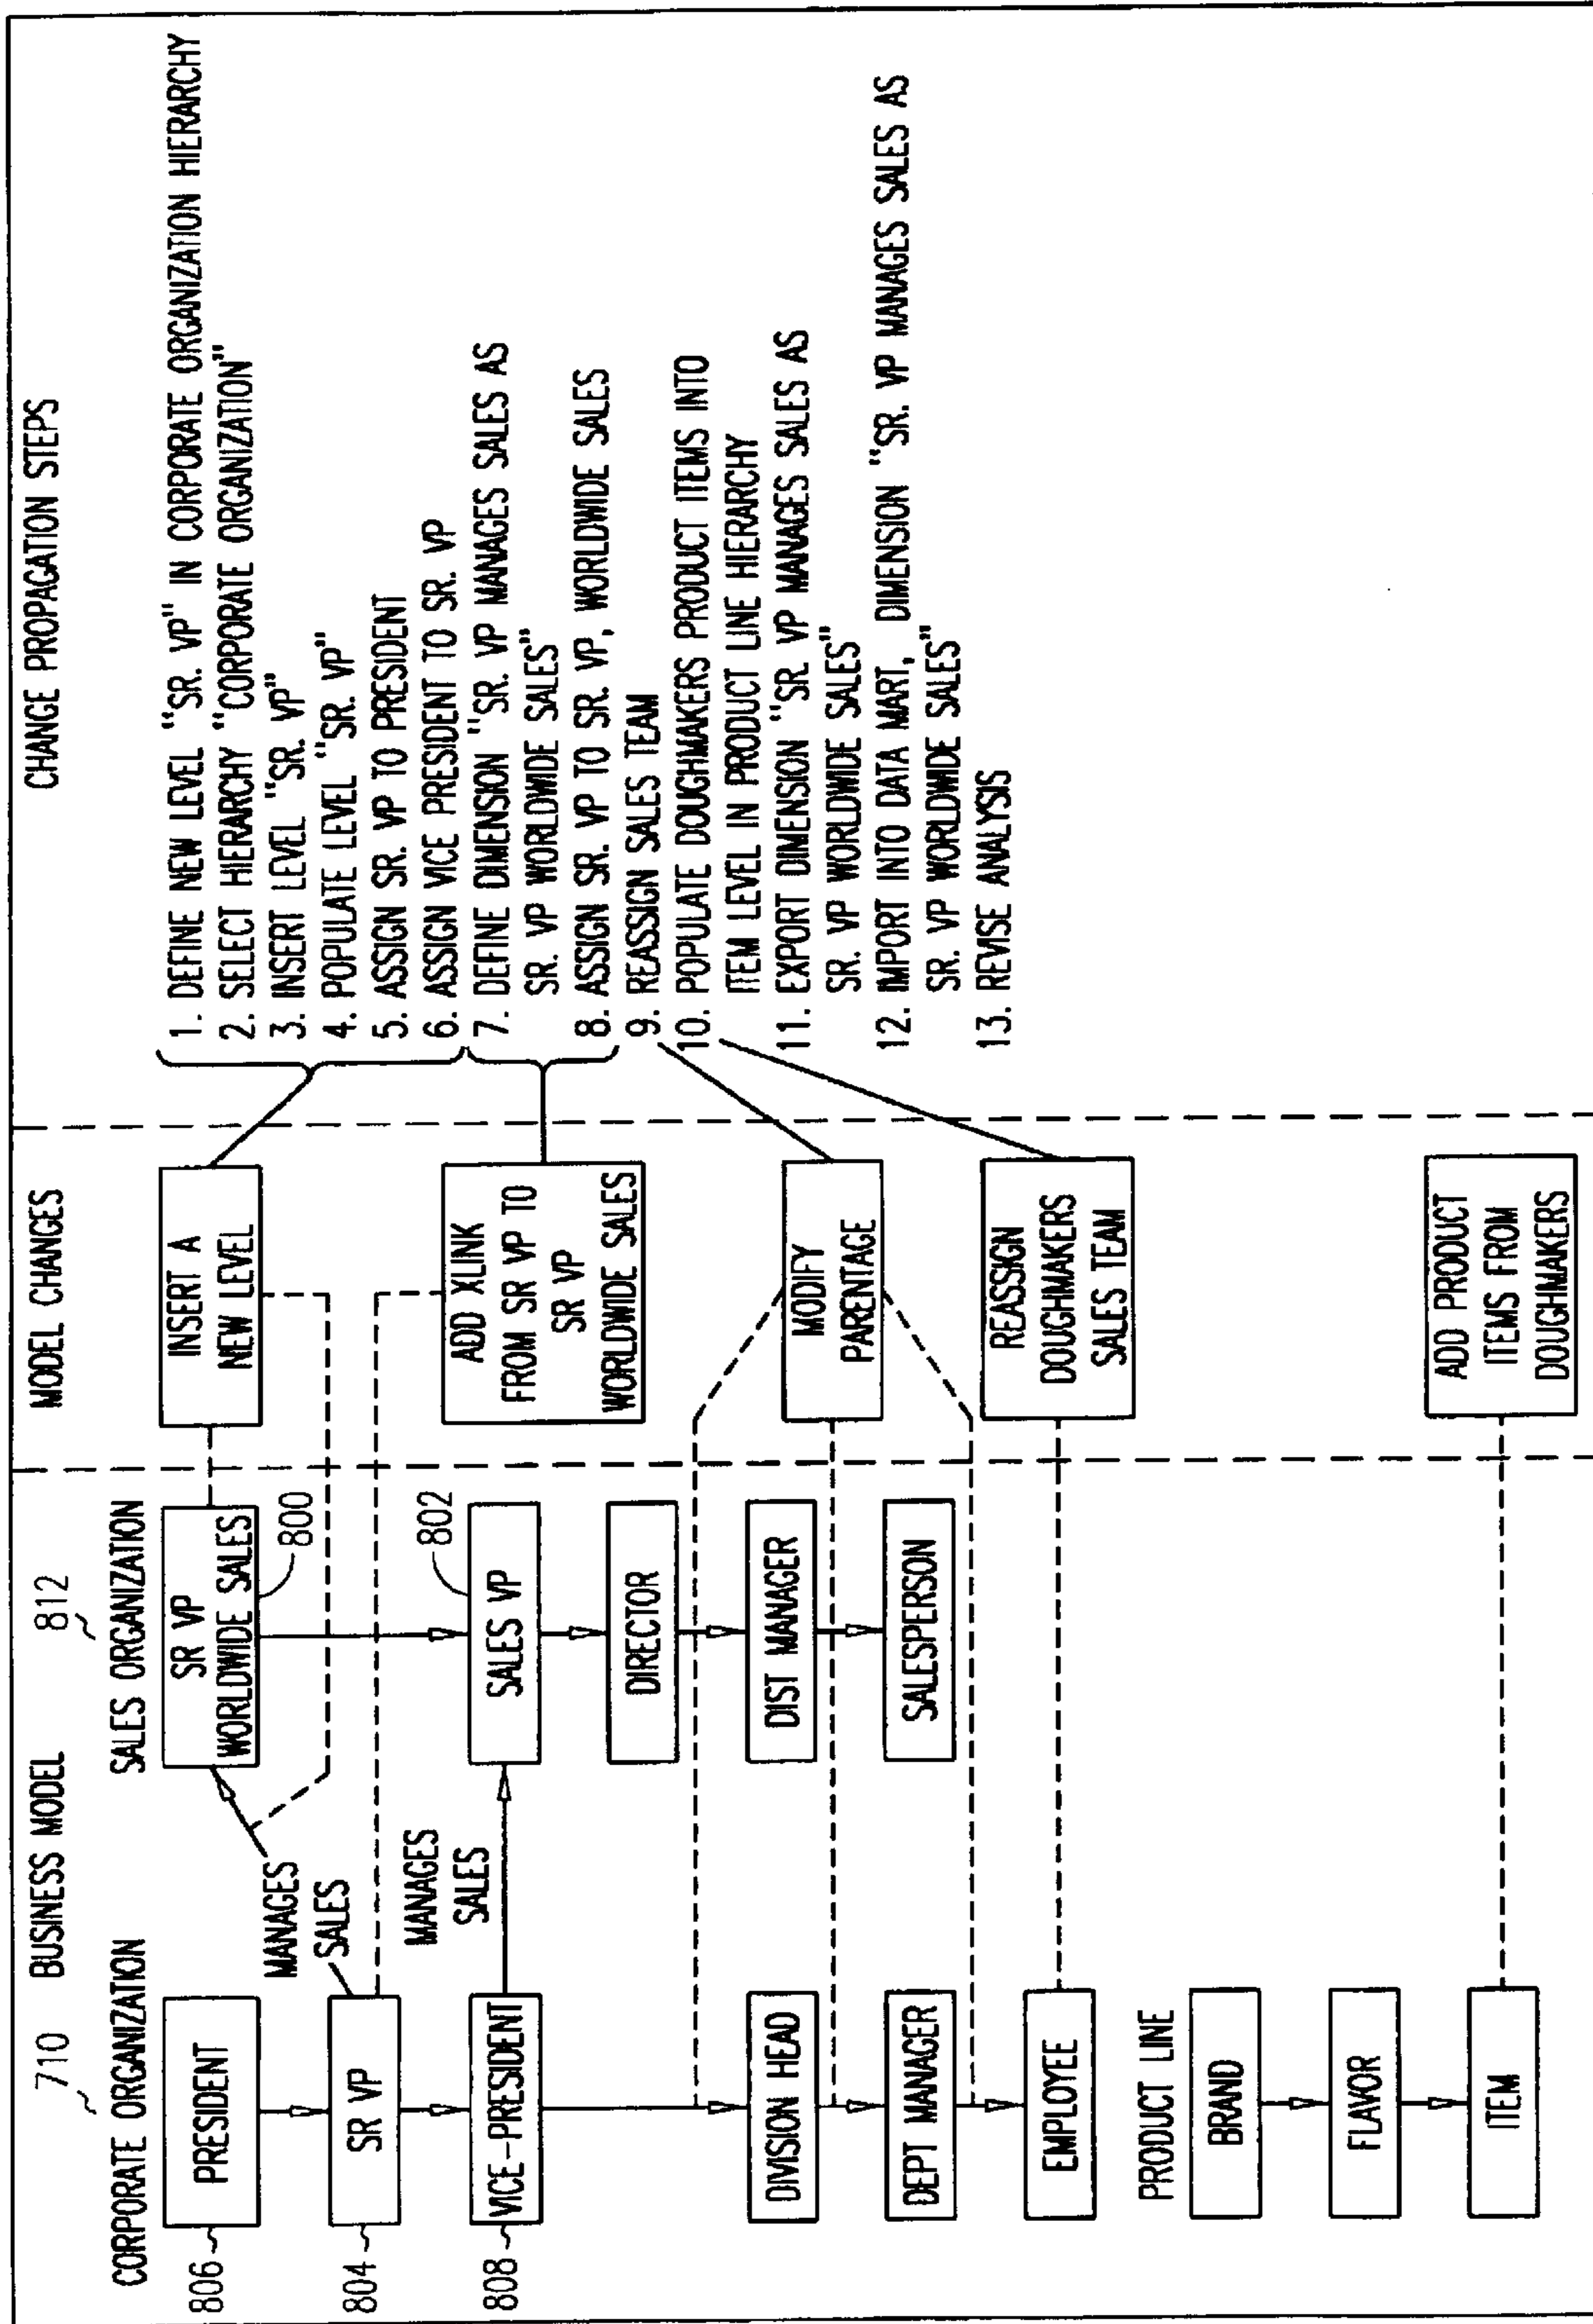 710
BUSINESS MODEL
812
CORPORATE ORGANIZATION
SALES ORGANIZATION
806
PRESIDENT
SR VP
WORLDWIDE SALES
800
MANAGES
SALES
804
SR VP
808
VICE-PRESIDENT
MANAGES
SALES
802
SALES VP
DIRECTOR
DIVISION HEAD
DIST MANAGER
DEPT MANAGER
SALESPERSON
EMPLOYEE
PRODUCT LINE
BRAND
FLAVOR
ITEM
MODEL CHANGES
INSERT A
NEW LEVEL
ADD XLINK
FROM SR VP TO
SR VP
WORLDWIDE SALES
MODIFY
PARENTAGE
REASSIGN
DOUGHMAKERS
SALES TEAM
ADD PRODUCT
ITEMS FROM
DOUGHMAKERS
CHANGE PROPAGATION STEPS
1. DEFINE NEW LEVEL "SR. VP" IN CORPORATE ORGANIZATION HIERARCHY
2. SELECT HIERARCHY "CORPORATE ORGANIZATION"
3. INSERT LEVEL "SR. VP"
4. POPULATE LEVEL "SR. VP"
5. ASSIGN SR. VP TO PRESIDENT
6. ASSIGN VICE PRESIDENT TO SR. VP
7. DEFINE DIMENSION "SR. VP MANAGES SALES AS
SR. VP WORLDWIDE SALES"
8. ASSIGN SR. VP TO SR. VP, WORLDWIDE SALES
9. REASSIGN SALES TEAM
10. POPULATE DOUGHMAKERS PRODUCT ITEMS INTO
ITEM LEVEL IN PRODUCT LINE HIERARCHY
11. EXPORT DIMENSION "SR. VP MANAGES SALES AS
SR. VP WORLDWIDE SALES"
12. IMPORT INTO DATA MART, DIMENSION "SR. VP MANAGES SALES AS
SR. VP WORLDWIDE SALES"
13. REVISE ANALYSIS